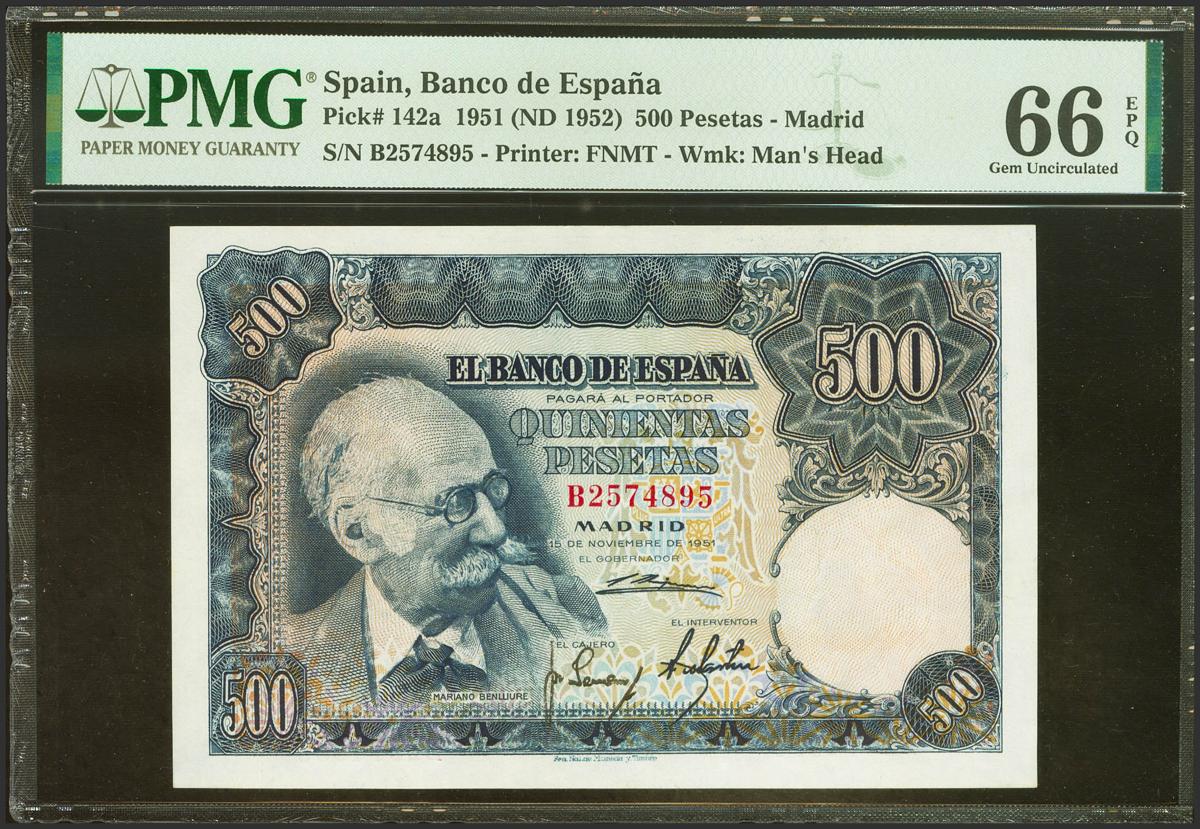 PMG®
PAPER MONEY GUARANTY
Spain, Banco de España
Pick# 142a 1951 (ND 1952) 500 Pesetas - Madrid
S/N B2574895 - Printer: FNMT - Wmk: Man's Head
66
EPQ
Gem Uncirculated
500
500
EL BANCO DE ESPAÑA
PAGARÁ AL PORTADOR
QUINIENTAS
PESETAS
B2574895
MADRID
15 DE NOVIEMBRE DE 1951
EL GOBERNADOR
EL INTERVENTOR
EL CAJERO
MARIANO BENLLIURE
500
500